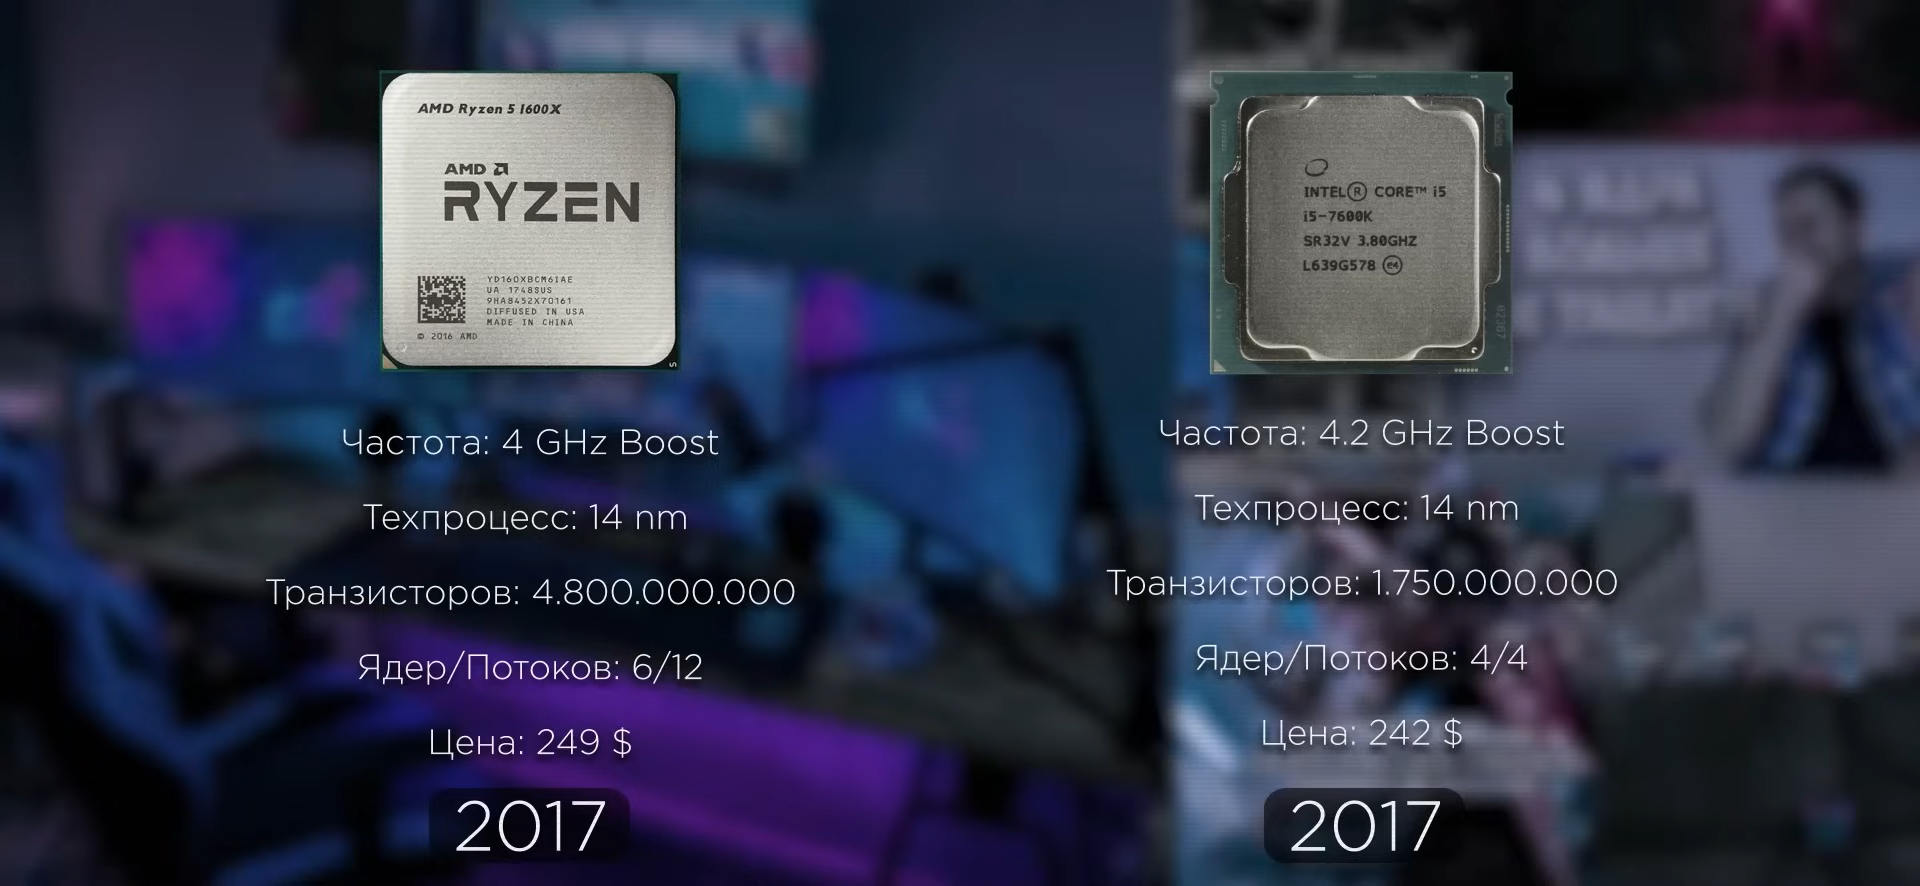 AMD Ryzen 5 1600X
AMD
RYZEN
YD160XBCM6IAE
UA 1748SUS
9HA8452X70161
DIFFUSED IN USA
MADE IN CHINA
© 2016 AMD
Частота: 4 GHz Boost
Техпроцесс: 14 nm
Транзисторов: 4.800.000.000
Ядер/Потоков: 6/12
Цена: 249 $
2017
INTEL® CORE™ i5
i5-7600K
SR32V 3.80GHZ
L639G578 e4
Частота: 4.2 GHz Boost
Техпроцесс: 14 nm
Транзисторов: 1.750.000.000
Ядер/Потоков: 4/4
Цена: 242 $
2017